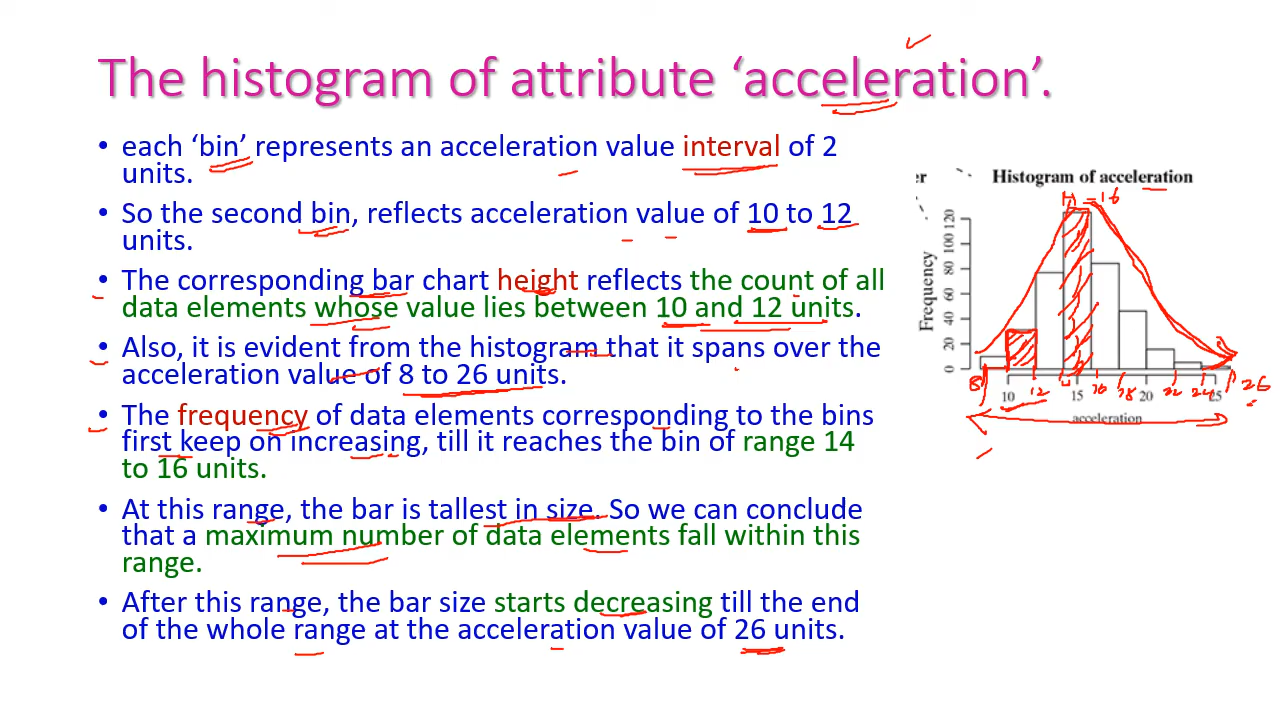 The histogram of attribute ‘acceleration’.
• each ‘bin’ represents an acceleration value interval of 2
units.
• So the second bin, reflects acceleration value of 10 to 12
units.
• The corresponding bar chart height reflects the count of all
data elements whose value lies between 10 and 12 units.
• Also, it is evident from the histogram that it spans over the
acceleration value of 8 to 26 units.
• The frequency of data elements corresponding to the bins
first keep on increasing, till it reaches the bin of range 14
to 16 units.
• At this range, the bar is tallest in size. So we can conclude
that a maximum number of data elements fall within this
range.
• After this range, the bar size starts decreasing till the end
of the whole range at the acceleration value of 26 units.
er
Histogram of acceleration
14 - 16
Frequency
120
100
80
60
40
20
0
8 12 14 16 18 22 24 26
10 15 20 25
acceleration